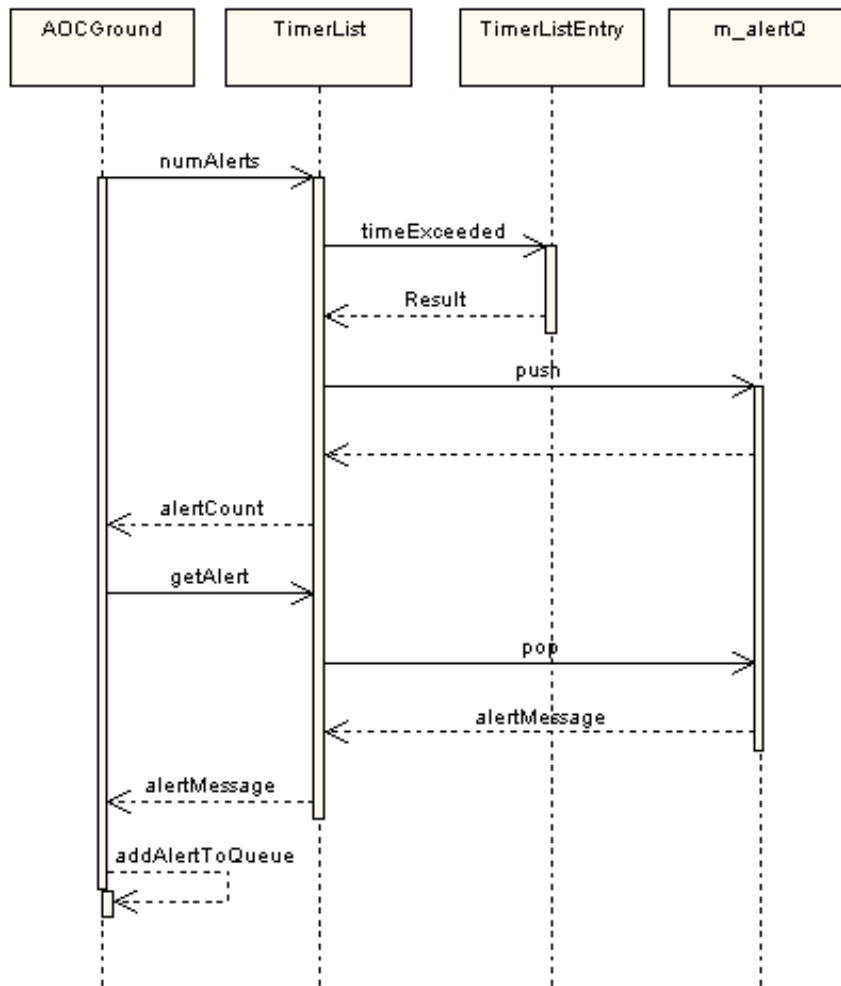 AOCGround
TimerList
TimerListEntry
m_alertQ
numAlerts
timeExceeded
Result
push
alertCount
getAlert
pop
alertMessage
alertMessage
addAlertToQueue